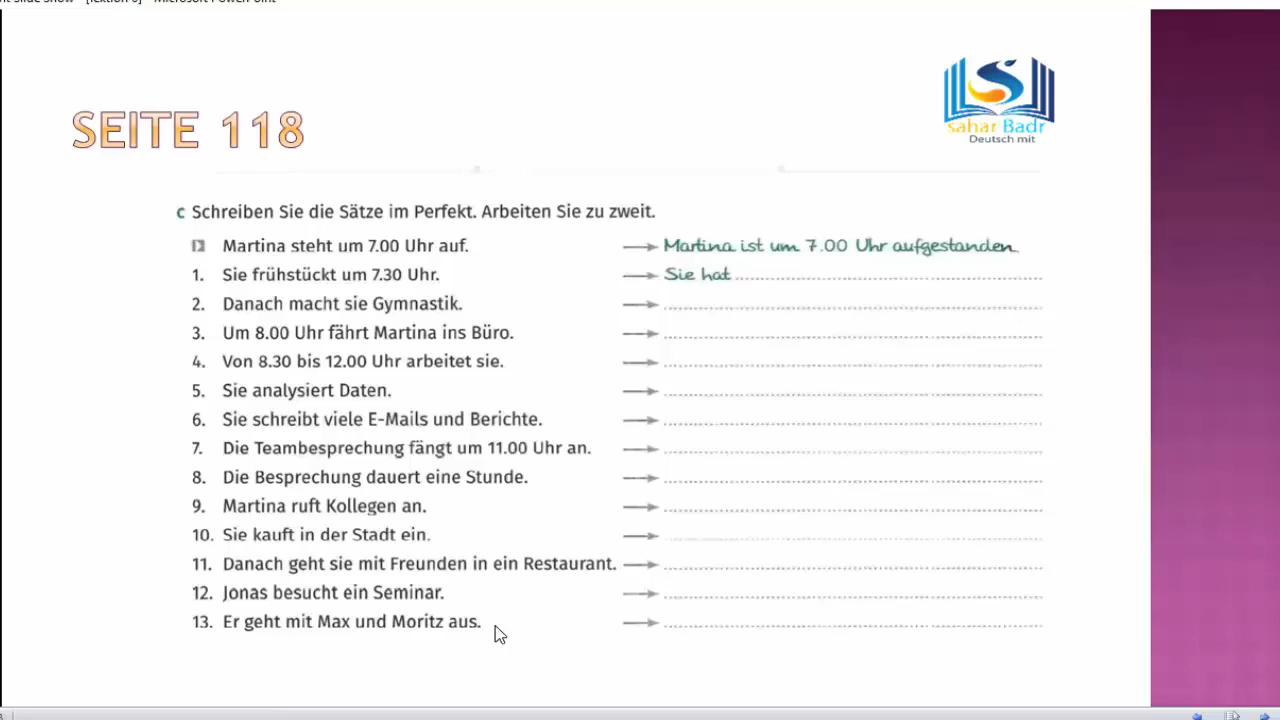 SEITE 118
sahar Badr
Deutsch mit
c Schreiben Sie die Sätze im Perfekt. Arbeiten Sie zu zweit.
Martina steht um 7.00 Uhr auf. Martina ist um 7.00 Uhr aufgestanden.
1. Sie frühstückt um 7.30 Uhr. Sie hat
2. Danach macht sie Gymnastik.
3. Um 8.00 Uhr fährt Martina ins Büro.
4. Von 8.30 bis 12.00 Uhr arbeitet sie.
5. Sie analysiert Daten.
6. Sie schreibt viele E-Mails und Berichte.
7. Die Teambesprechung fängt um 11.00 Uhr an.
8. Die Besprechung dauert eine Stunde.
9. Martina ruft Kollegen an.
10. Sie kauft in der Stadt ein.
11. Danach geht sie mit Freunden in ein Restaurant.
12. Jonas besucht ein Seminar.
13. Er geht mit Max und Moritz aus.